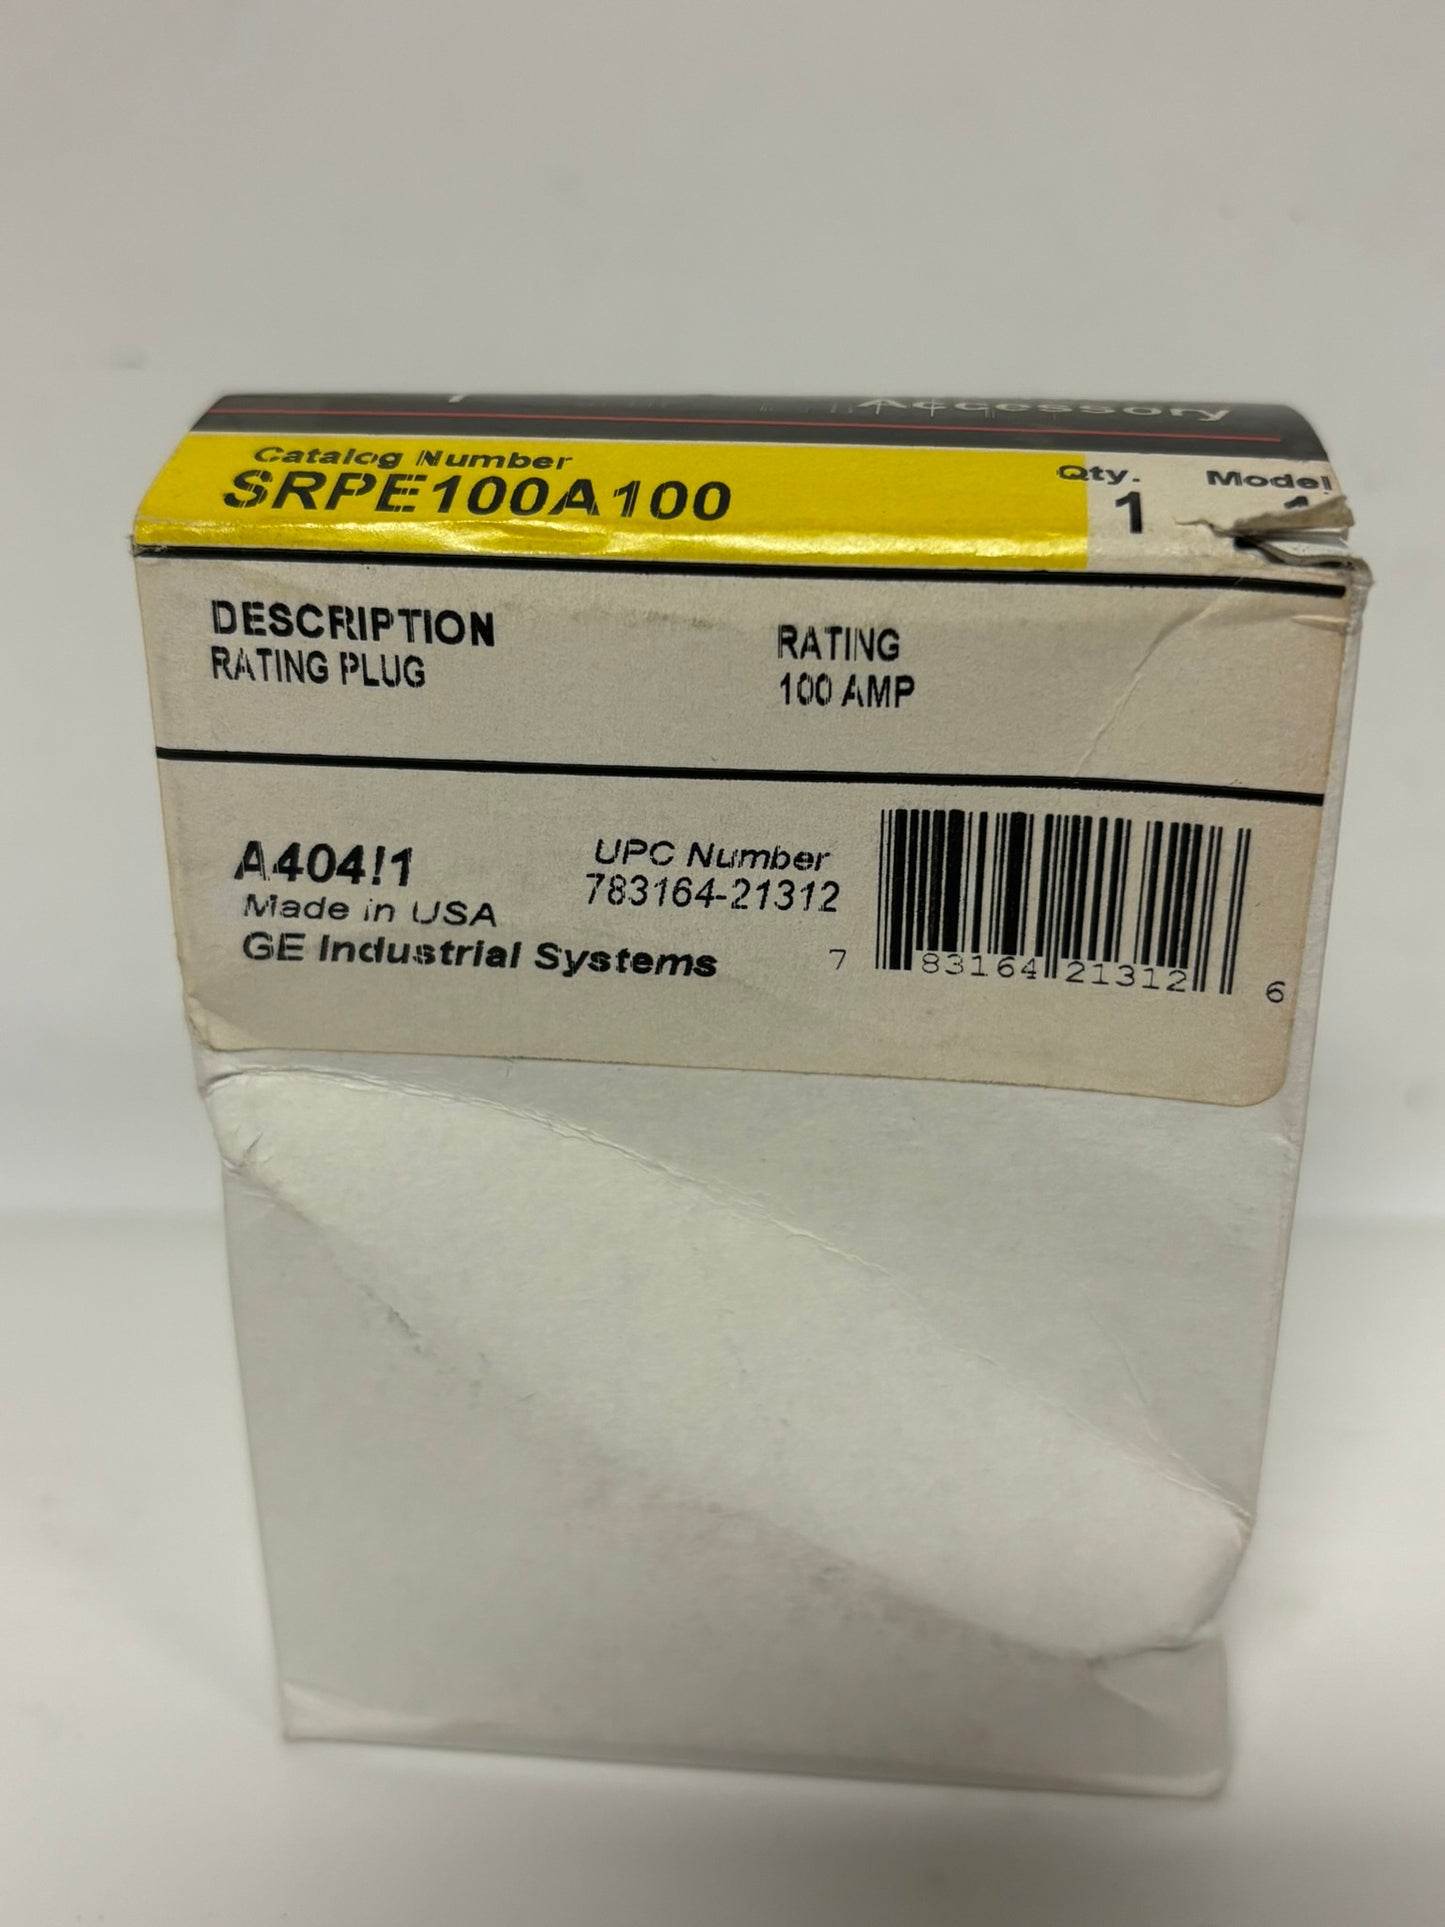 Accessory
Catalog Number
SRPE100A100
Qty.
1
Model
1
DESCRIPTION
RATING PLUG
RATING
100 AMP
A404!1
Made in USA
GE Industrial Systems
UPC Number
783164-21312
7 83164 21312 6